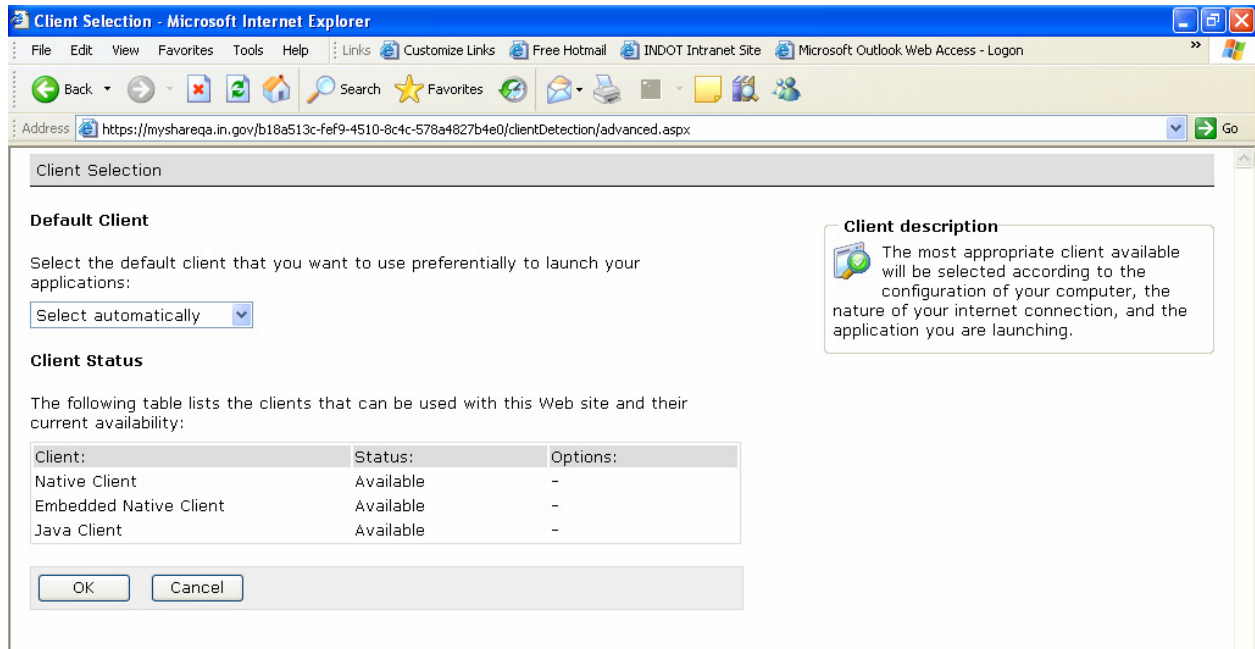 Client Selection - Microsoft Internet Explorer
File Edit View Favorites Tools Help Links Customize Links Free Hotmail INDOT Intranet Site Microsoft Outlook Web Access - Logon »
Back Search Favorites
Address https://myshareqa.in.gov/b18a513c-fef9-4510-8c4c-578a4827b4e0/clientDetection/advanced.aspx Go
Client Selection
Default Client
Select the default client that you want to use preferentially to launch your
applications:
Select automatically
Client description
The most appropriate client available
will be selected according to the
configuration of your computer, the
nature of your internet connection, and the
application you are launching.
Client Status
The following table lists the clients that can be used with this Web site and their
current availability:
Client: Status: Options:
Native Client Available -
Embedded Native Client Available -
Java Client Available -
OK Cancel